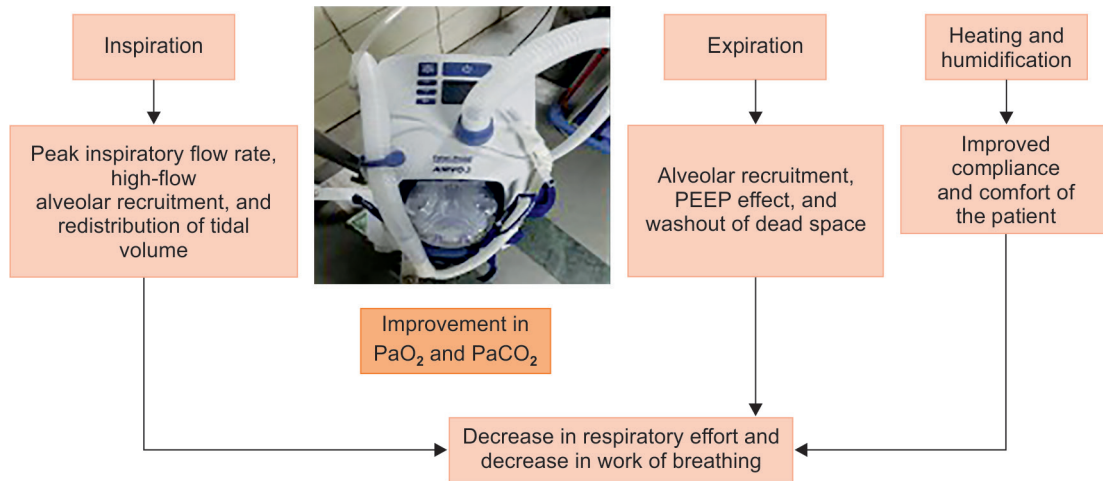 Inspiration
Peak inspiratory flow rate,
high-flow
alveolar recruitment, and
redistribution of tidal
volume
AIRVO 2
Improvement in
PaO₂ and PaCO₂
Expiration
Alveolar recruitment,
PEEP effect, and
washout of dead space
Heating and
humidification
Improved
compliance
and comfort of
the patient
Decrease in respiratory effort and
decrease in work of breathing